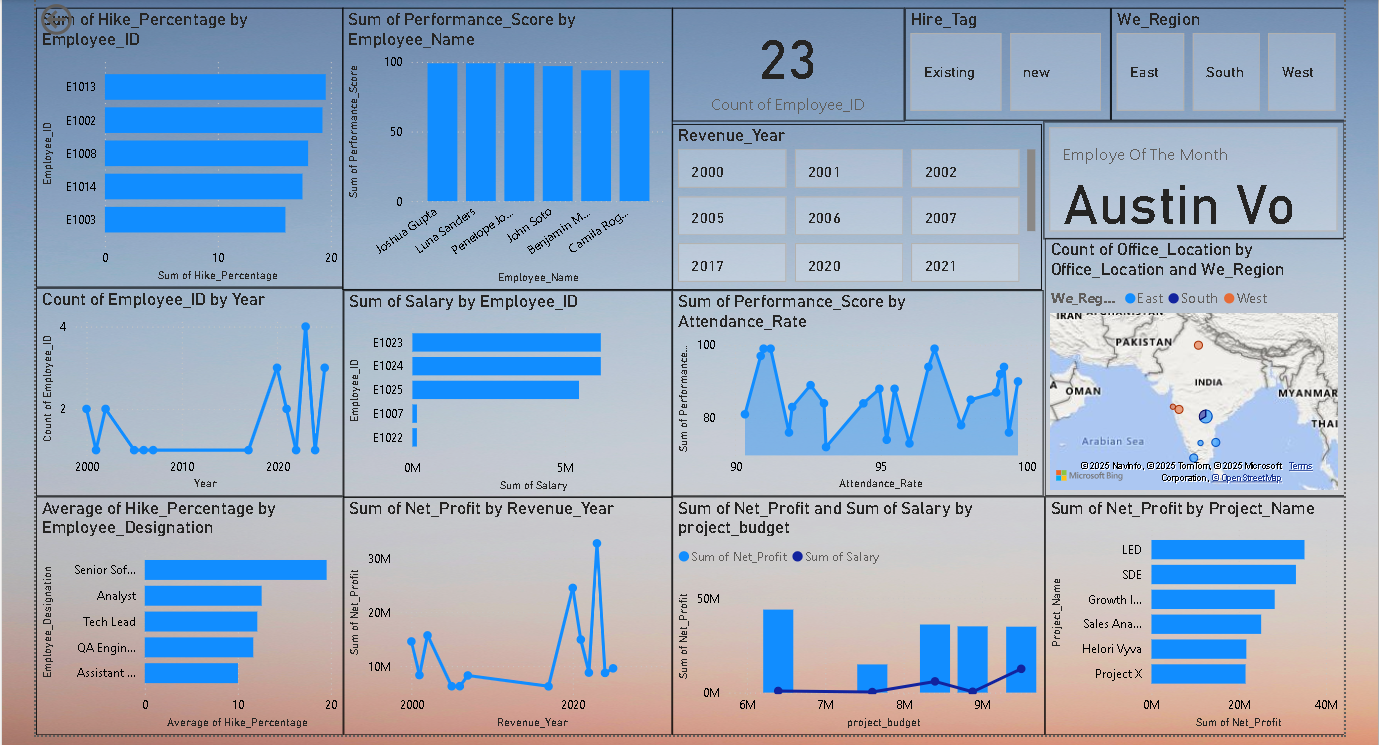 Sum of Hike_Percentage by
Employee_ID
Employee_ID
E1013
E1002
E1008
E1014
E1003
0
10
20
Sum of Hike_Percentage
Sum of Performance_Score by
Employee_Name
Sum of Performance_Score
100
50
0
Joshua Gupta
Luna Sanders
Penelope Jo...
John Soto
Benjamin M...
Camila Rog...
Employee_Name
23
Count of Employee_ID
Hire_Tag
Existing
new
We_Region
East
South
West
Revenue_Year
2000
2001
2002
2005
2006
2007
2017
2020
2021
Employe Of The Month
Austin Vo
Count of Employee_ID by Year
Count of Employee_ID
4
2
2000
2010
2020
Year
Sum of Salary by Employee_ID
Employee_ID
E1023
E1024
E1025
E1007
E1022
0M
5M
Sum of Salary
Sum of Performance_Score by
Attendance_Rate
Sum of Performance...
100
80
90
95
100
Attendance_Rate
Count of Office_Location by
Office_Location and We_Region
We_Reg...
East
South
West
IRAN
AFGHANISTAN
PAKISTAN
OMAN
INDIA
MYANMAR
THAI
A
Arabian Sea
©2025 NavInfo, ©2025 TomTom, ©2025 Microsoft Terms
Microsoft Bing
Corporation, © OpenStreetMap
Average of Hike_Percentage by
Employee_Designation
Employee_Designation
Senior Sof...
Analyst
Tech Lead
QA Engin...
Assistant ...
0
10
20
Average of Hike_Percentage
Sum of Net_Profit by Revenue_Year
Sum of Net_Profit
30M
20M
10M
2000
2020
Revenue_Year
Sum of Net_Profit and Sum of Salary by
project_budget
Sum of Net_Profit
Sum of Salary
Sum of Net_Profit
50M
0M
6M
7M
8M
9M
project_budget
Sum of Net_Profit by Project_Name
Project_Name
LED
SDE
Growth I...
Sales Ana...
Helori Vyva
Project X
0M
20M
40M
Sum of Net_Profit